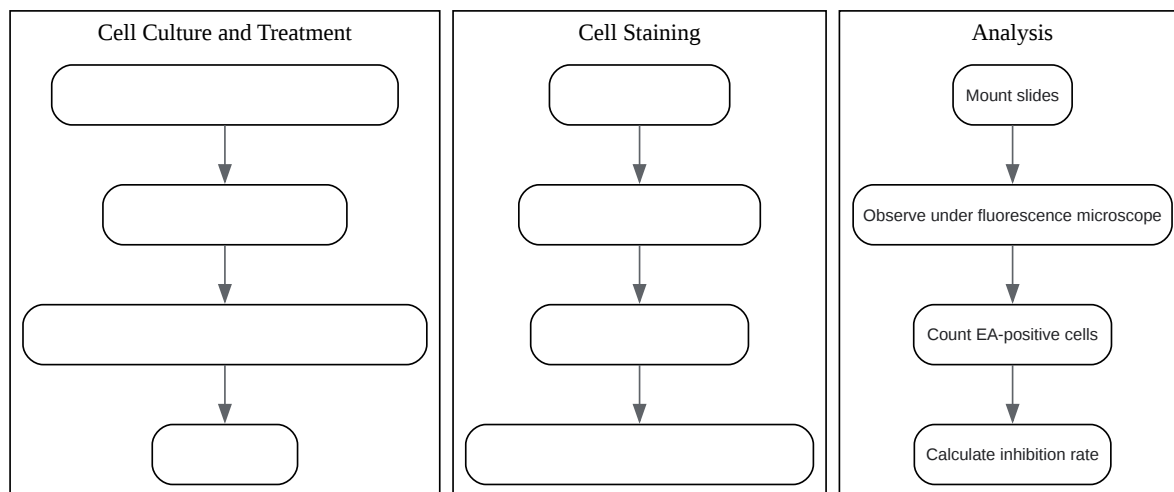 Cell Culture and Treatment
Cell Staining
Analysis
Mount slides
Observe under fluorescence microscope
Count EA-positive cells
Calculate inhibition rate